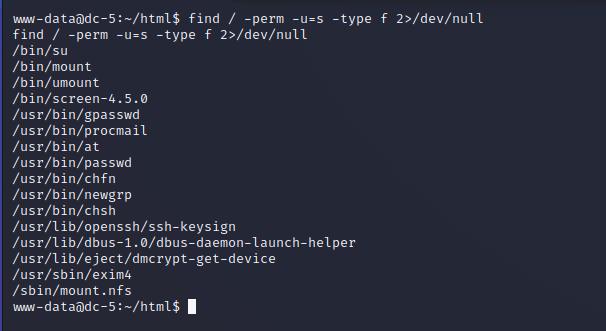 www-data@dc-5:~/html$ find / -perm -u=s -type f 2>/dev/null
find / -perm -u=s -type f 2>/dev/null
/bin/su
/bin/mount
/bin/umount
/bin/screen-4.5.0
/usr/bin/gpasswd
/usr/bin/procmail
/usr/bin/at
/usr/bin/passwd
/usr/bin/chfn
/usr/bin/newgrp
/usr/bin/chsh
/usr/lib/openssh/ssh-keysign
/usr/lib/dbus-1.0/dbus-daemon-launch-helper
/usr/lib/eject/dmcrypt-get-device
/usr/sbin/exim4
/sbin/mount.nfs
www-data@dc-5:~/html$